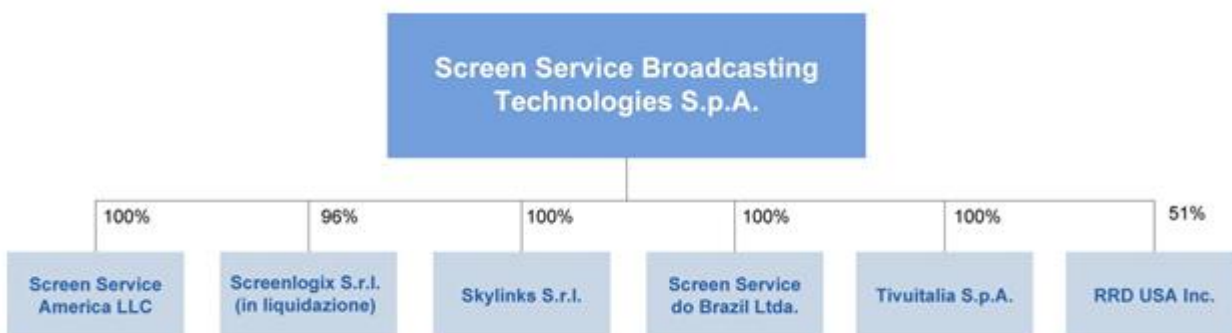 Screen Service Broadcasting
Technologies S.p.A.
100%
96%
100%
100%
100%
51%
Screen Service
America LLC
Screenlogix S.r.l.
(in liquidazione)
Skylinks S.r.l.
Screen Service
do Brazil Ltda.
Tivuitalia S.p.A.
RRD USA Inc.